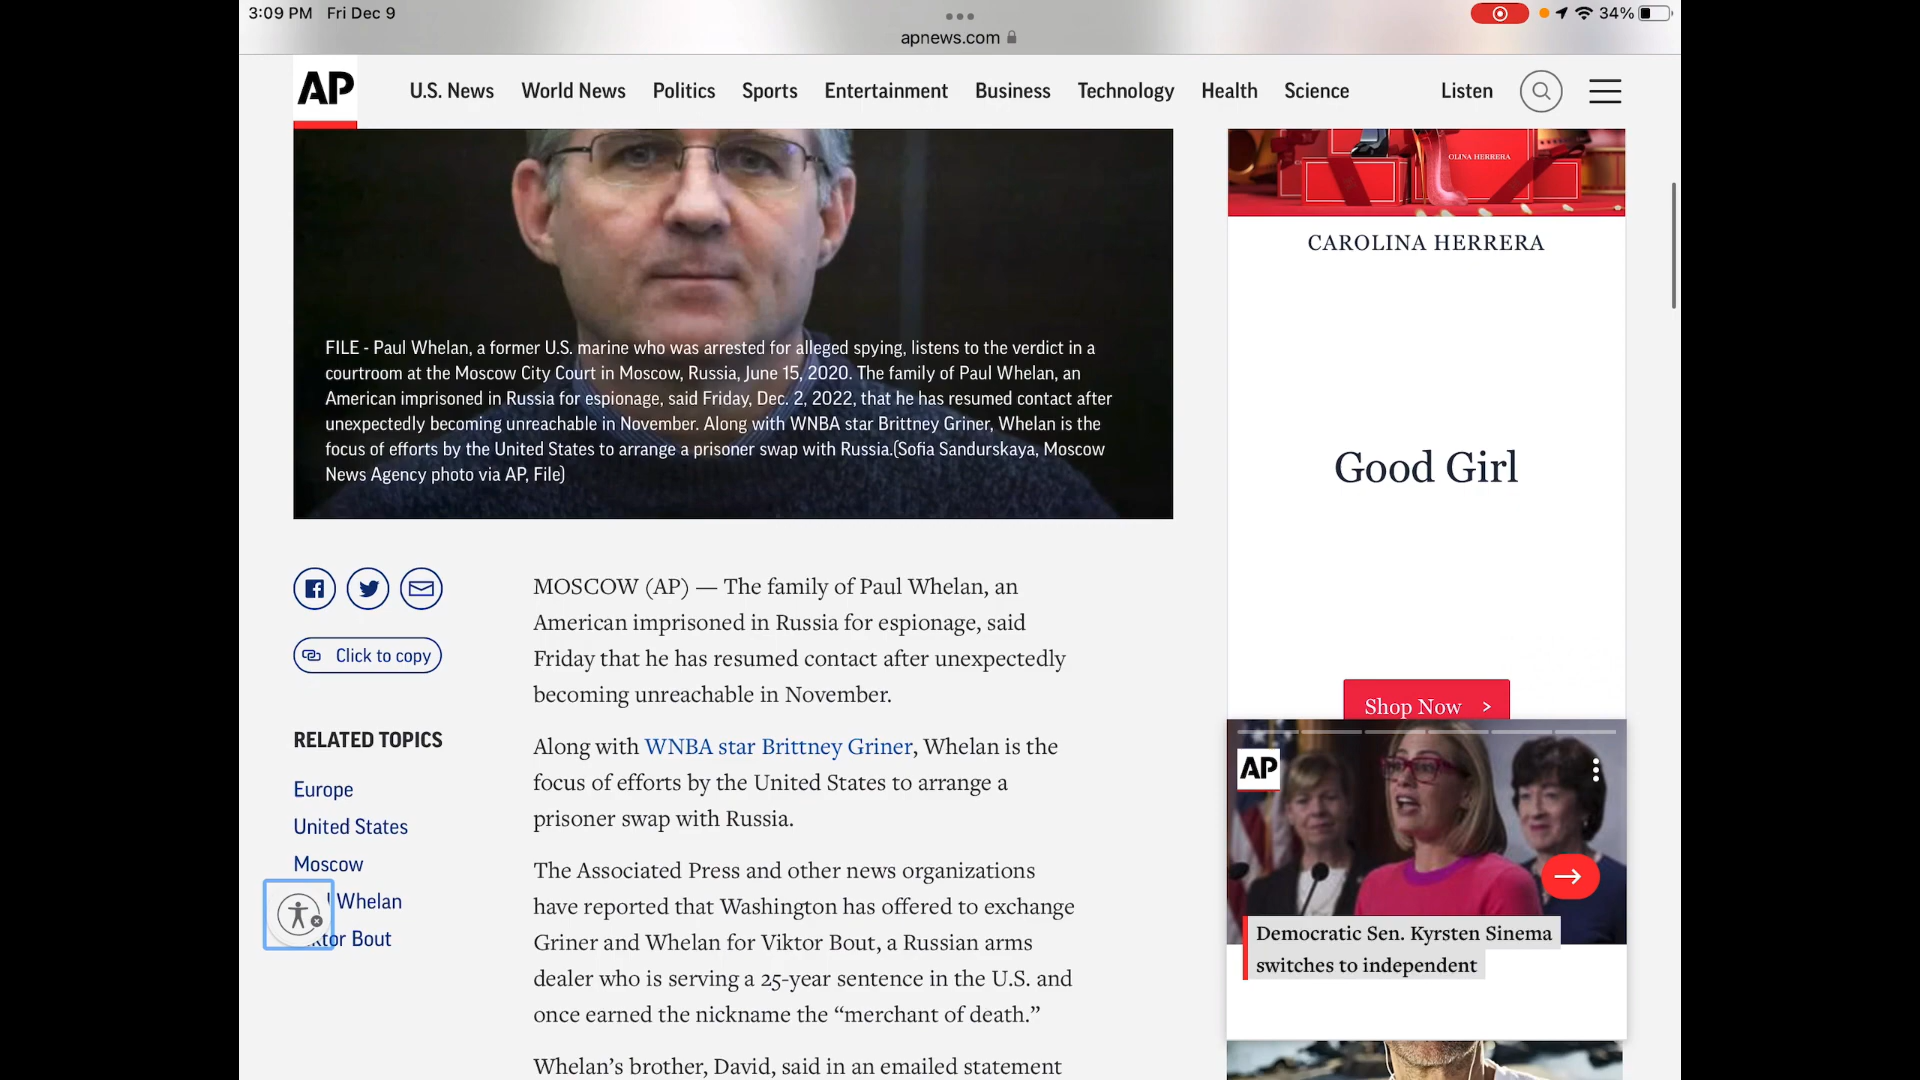 3:09 PM Fri Dec 9
34%
apnews.com
AP
U.S. News World News Politics Sports Entertainment Business Technology Health Science Listen
FILE - Paul Whelan, a former U.S. marine who was arrested for alleged spying, listens to the verdict in a
courtroom at the Moscow City Court in Moscow, Russia, June 15, 2020. The family of Paul Whelan, an
American imprisoned in Russia for espionage, said Friday, Dec. 2, 2022, that he has resumed contact after
unexpectedly becoming unreachable in November. Along with WNBA star Brittney Griner, Whelan is the
focus of efforts by the United States to arrange a prisoner swap with Russia.(Sofia Sandurskaya, Moscow
News Agency photo via AP, File)
Click to copy
RELATED TOPICS
Europe
United States
Moscow
Whelan
ktor Bout
MOSCOW (AP) — The family of Paul Whelan, an
American imprisoned in Russia for espionage, said
Friday that he has resumed contact after unexpectedly
becoming unreachable in November.
Along with WNBA star Brittney Griner, Whelan is the
focus of efforts by the United States to arrange a
prisoner swap with Russia.
The Associated Press and other news organizations
have reported that Washington has offered to exchange
Griner and Whelan for Viktor Bout, a Russian arms
dealer who is serving a 25-year sentence in the U.S. and
once earned the nickname the “merchant of death.”
Whelan’s brother, David, said in an emailed statement
OLINA HERRERA
CAROLINA HERRERA
Good Girl
Shop Now >
AP
Democratic Sen. Kyrsten Sinema
switches to independent